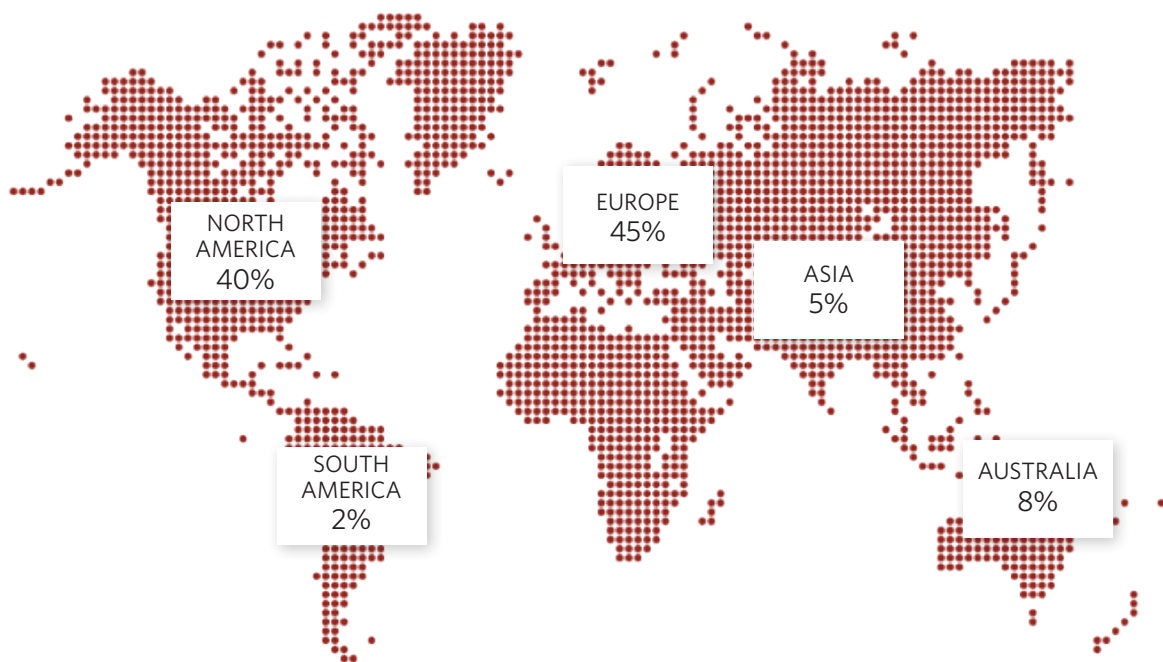 EUROPE
45%
NORTH
AMERICA
40%
ASIA
5%
SOUTH
AMERICA
2%
AUSTRALIA
8%